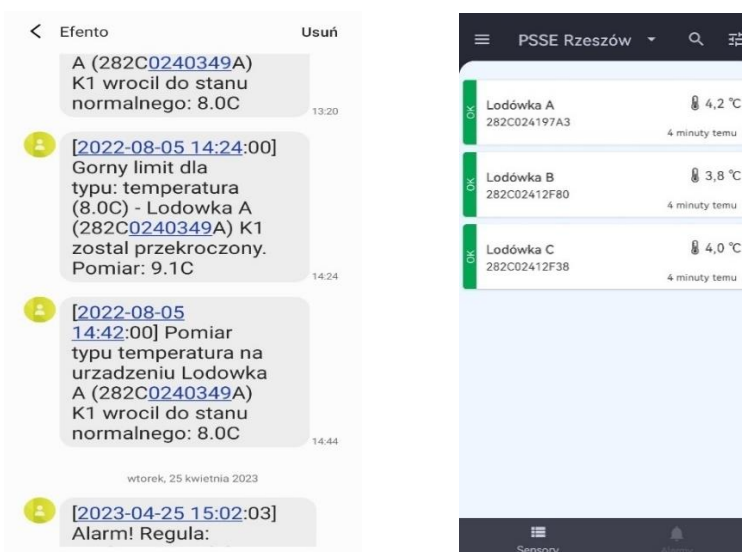 Efento Usuń
A (282C0240349A)
K1 wrocil do stanu
normalnego: 8.0C
13:20
[2022-08-05 14:24:00]
Gorny limit dla
typu: temperatura
(8.0C) - Lodowka A
(282C0240349A) K1
zostal przekroczony.
Pomiar: 9.1C
14:24
[2022-08-05
14:42:00] Pomiar
typu temperatura na
urzadzeniu Lodowka
A (282C0240349A)
K1 wrocil do stanu
normalnego: 8.0C
14:44
wtorek, 25 kwietnia 2023
[2023-04-25 15:02:03]
Alarm! Regula:
PSSE Rzeszów
OK
Lodówka A
282C024197A3
4,2 °C
4 minuty temu
OK
Lodówka B
282C02412F80
3,8 °C
4 minuty temu
OK
Lodówka C
282C02412F38
4,0 °C
4 minuty temu
Sensory
Alarmy